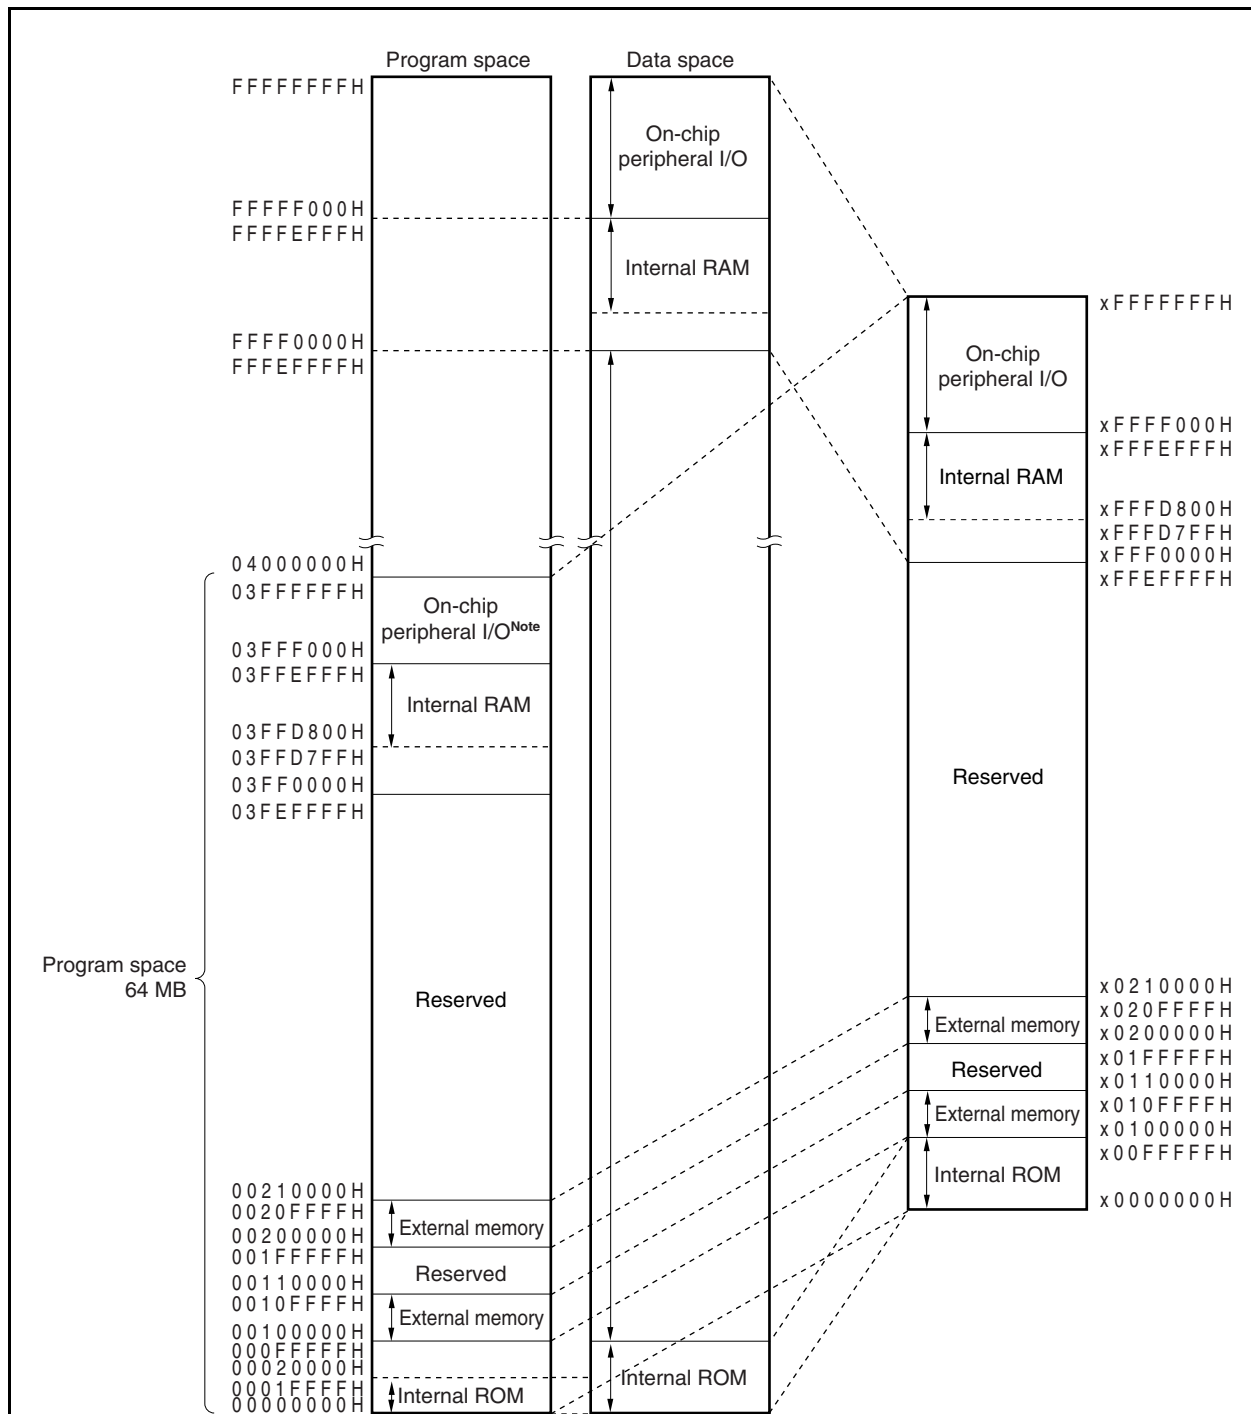 Program space
Data space
FFFFFFFFH
On-chip
peripheral I/O
FFFFF000H
FFFFEFFFH
Internal RAM
FFFF0000H
FFFEFFFFH
04000000H
03FFFFFFH
On-chip
peripheral I/ONote
03FFF000H
03FFEFFFH
Internal RAM
03FFD800H
03FFD7FFH
03FF0000H
03FEFFFFH
Program space
64 MB
Reserved
00210000H
0020FFFFH
External memory
00200000H
001FFFFFH
Reserved
00110000H
0010FFFFH
External memory
00100000H
000FFFFFH
00020000H
0001FFFFH
Internal ROM
00000000H
Internal ROM
xFFFFFFFH
On-chip
peripheral I/O
xFFFF000H
xFFFEFFFH
Internal RAM
xFFFD800H
xFFFD7FFH
xFFF0000H
xFFEFFFFH
Reserved
x0210000H
x020FFFFH
External memory
x0200000H
x01FFFFFH
Reserved
x0110000H
x010FFFFH
External memory
x0100000H
x00FFFFFH
Internal ROM
x0000000H